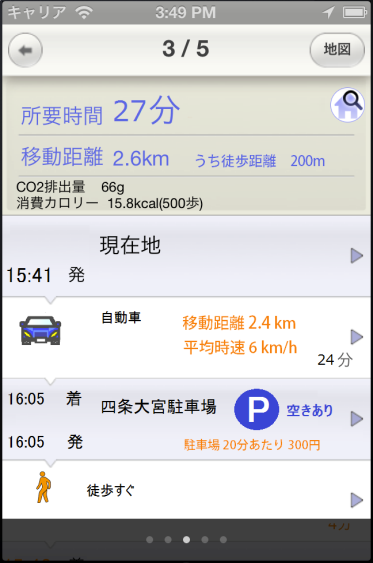 キャリア 3:49 PM
3 / 5 地図
所要時間 27分
移動距離 2.6km うち徒歩距離 200m
CO2排出量 66g
消費カロリー 15.8kcal(500歩)
現在地
15:41 発
自動車
移動距離 2.4 km
平均時速 6 km/h
24 分
16:05 着 四条大宮駐車場 P 空きあり
16:05 発 駐車場 20分あたり 300円
徒歩すぐ